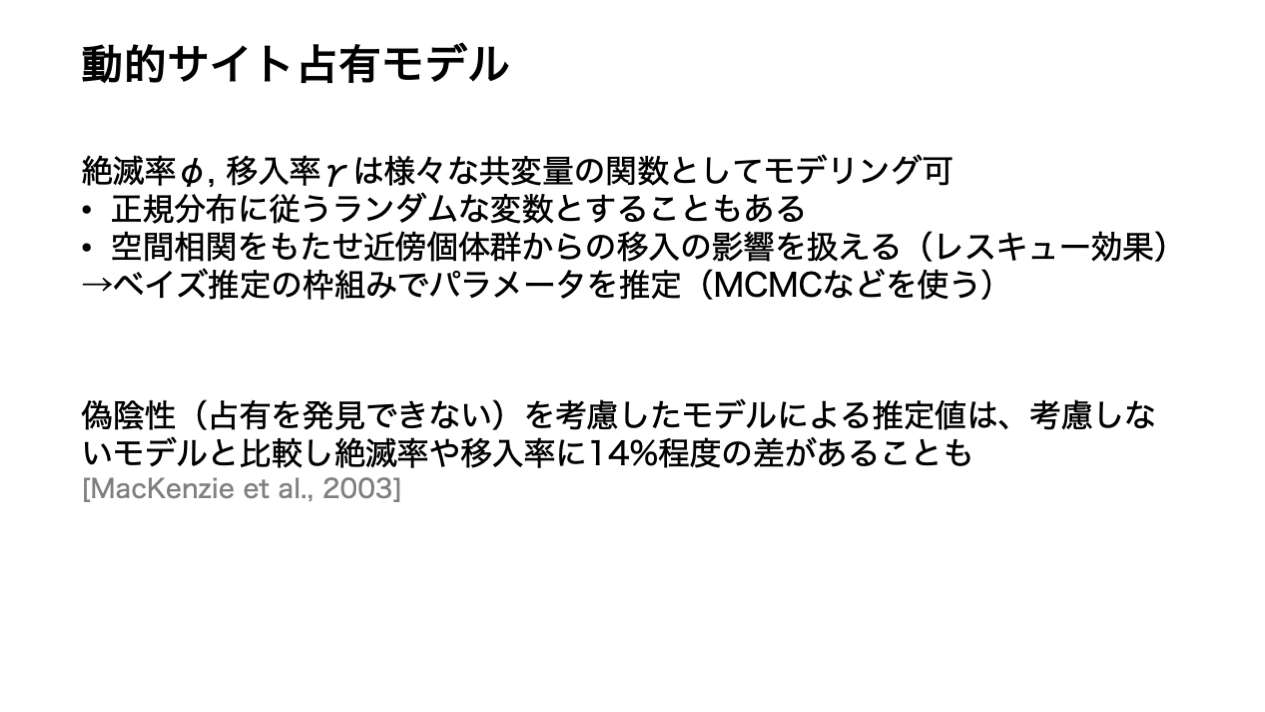 動的サイト占有モデル
絶滅率φ, 移入率γは様々な共変量の関数としてモデリング可
• 正規分布に従うランダムな変数とすることもある
• 空間相関をもたせ近傍個体群からの移入の影響を扱える（レスキュー効果）
→ベイズ推定の枠組みでパラメータを推定（MCMCなどを使う）
偽陰性（占有を発見できない）を考慮したモデルによる推定値は、考慮しな
いモデルと比較し絶滅率や移入率に14%程度の差があることも
[MacKenzie et al., 2003]